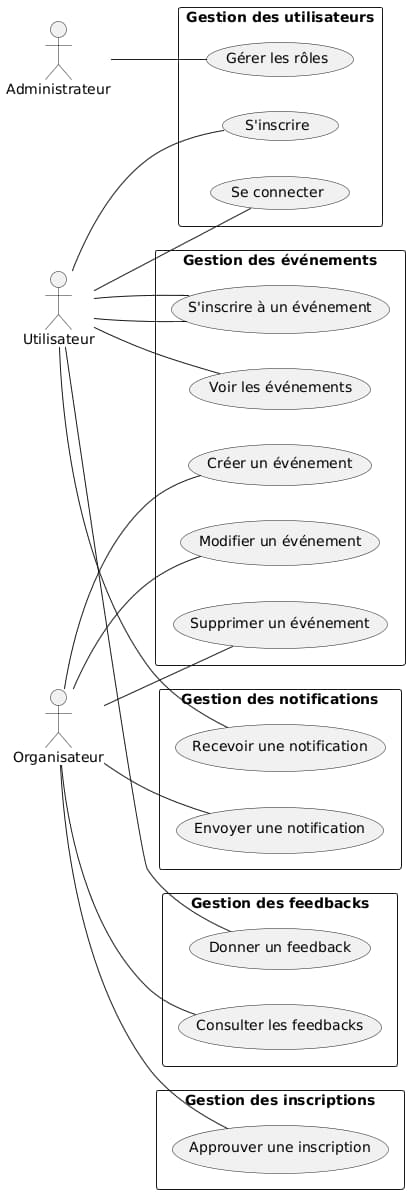 Gestion des utilisateurs
Gérer les rôles
Administrateur
S'inscrire
Se connecter
Gestion des événements
S'inscrire à un événement
Utilisateur
Voir les événements
Créer un événement
Modifier un événement
Supprimer un événement
Gestion des notifications
Recevoir une notification
Organisateur
Envoyer une notification
Gestion des feedbacks
Donner un feedback
Consulter les feedbacks
Gestion des inscriptions
Approuver une inscription